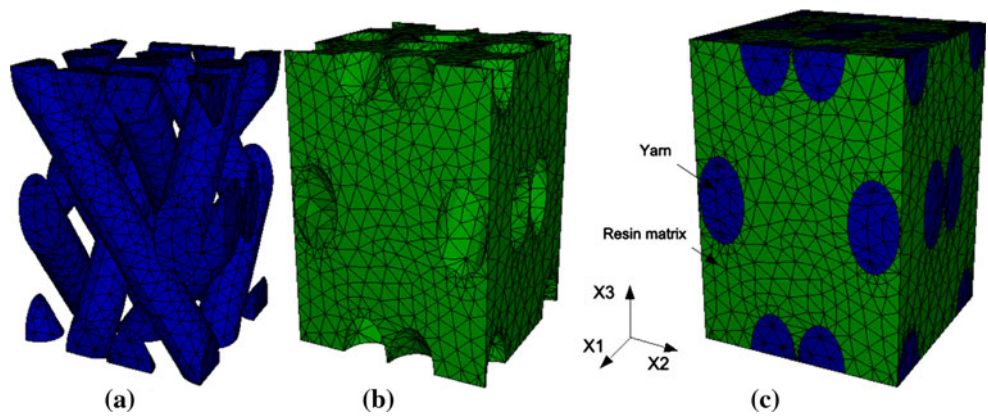 Yarn
Resin matrix
X3
X1
X2
(a)
(b)
(c)